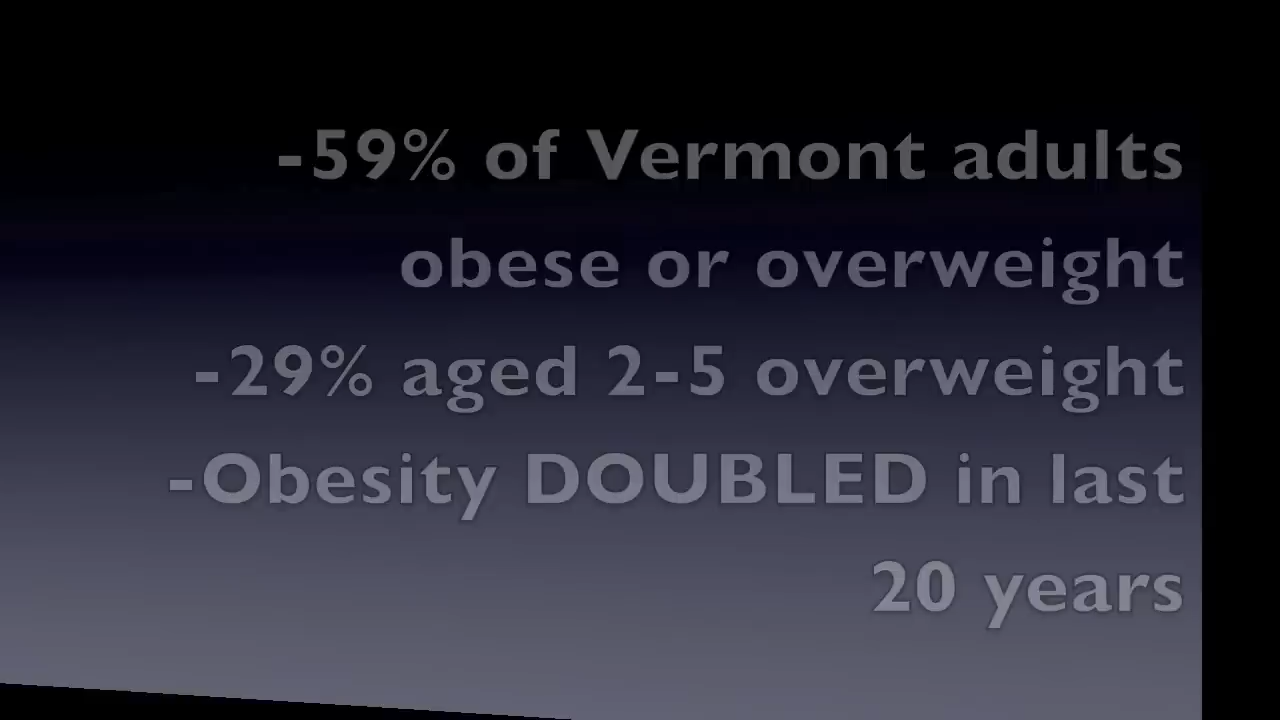 -59% of Vermont adults
obese or overweight
-29% aged 2-5 overweight
-Obesity DOUBLED in last
20 years